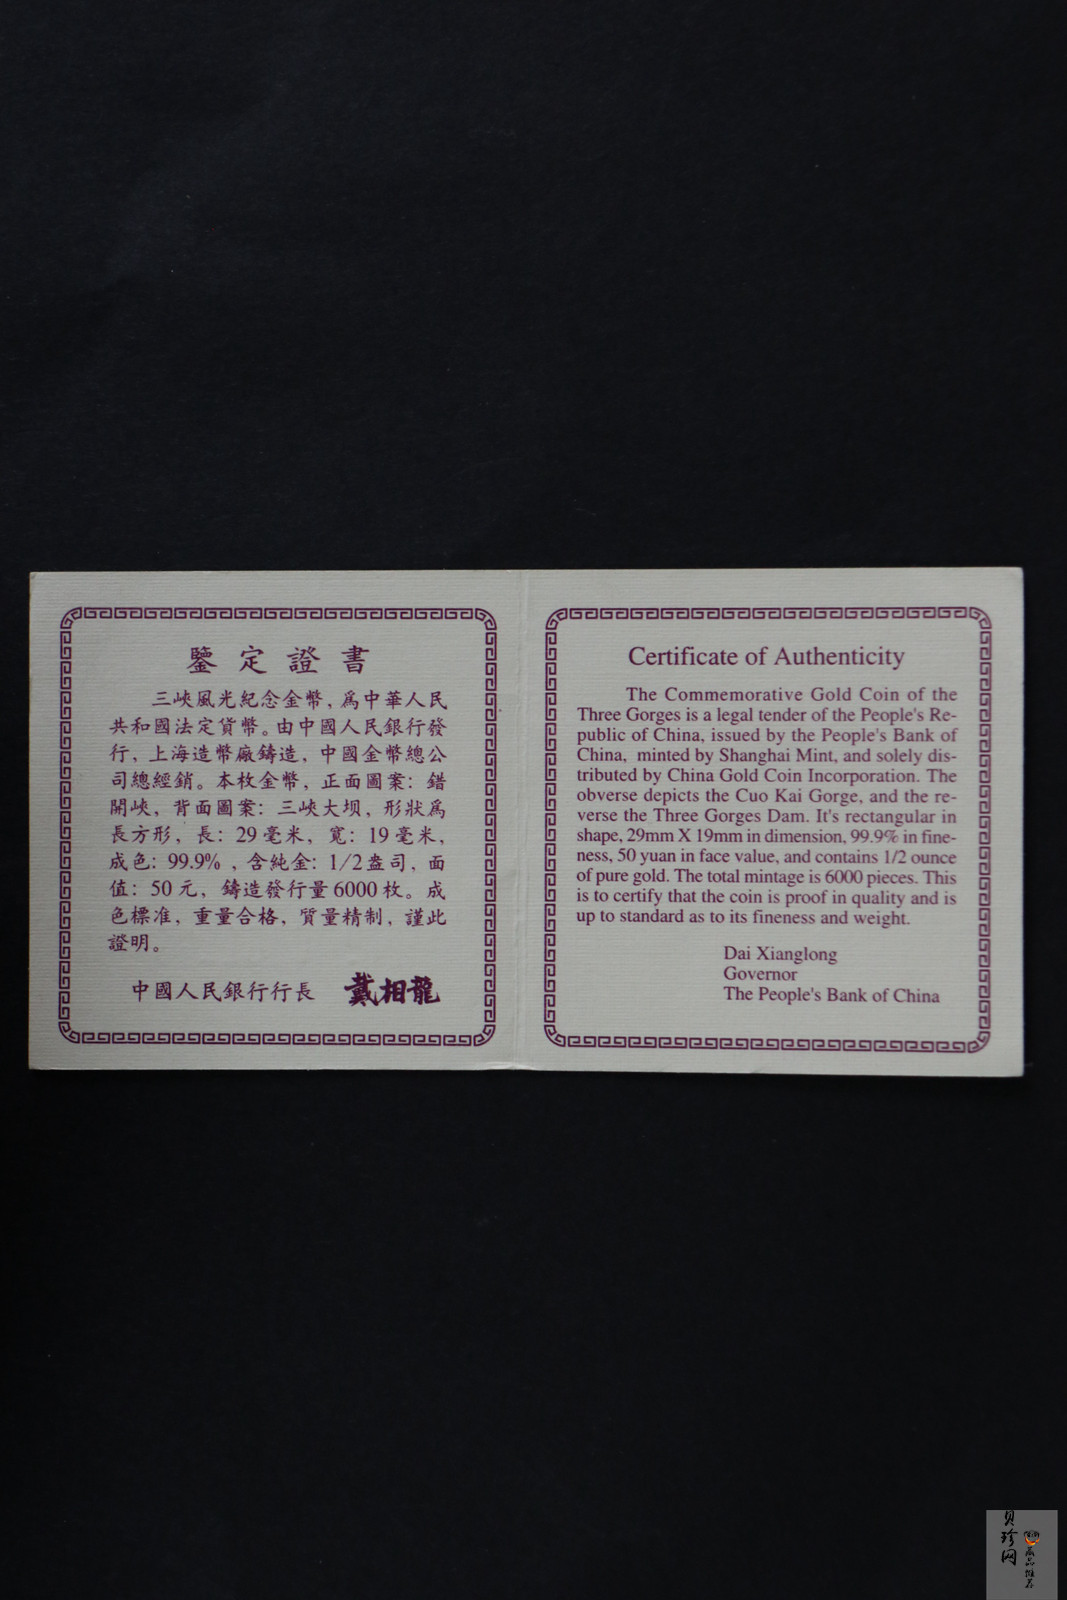 鑒定證書
三峽風光紀念金幣，爲中華人民
共和國法定貨幣。由中國人民銀行發
行，上海造幣廠鑄造，中國金幣總公
司總經銷。本枚金幣，正面圖案：錯
開峽，背面圖案：三峽大坝，形狀爲
長方形，長：29毫米，寬：19毫米，
成色：99.9%，含純金：1/2盎司，面
值：50元，鑄造發行量6000枚。成
色標准，重量合格，質量精制，謹此
證明。
中國人民銀行行長 戴相龍
Certificate of Authenticity
The Commemorative Gold Coin of the
Three Gorges is a legal tender of the People's Re-
public of China, issued by the People's Bank of
China, minted by Shanghai Mint, and solely dis-
tributed by China Gold Coin Incorporation. The
obverse depicts the Cuo Kai Gorge, and the re-
verse the Three Gorges Dam. It's rectangular in
shape, 29mm X 19mm in dimension, 99.9% in fine-
ness, 50 yuan in face value, and contains 1/2 ounce
of pure gold. The total mintage is 6000 pieces. This
is to certify that the coin is proof in quality and is
up to standard as to its fineness and weight.
Dai Xianglong
Governor
The People's Bank of China
贝珍网